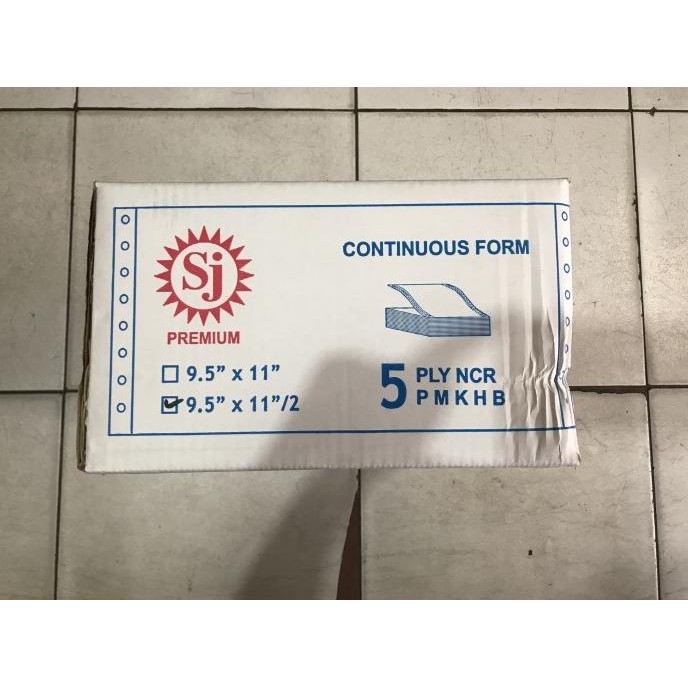 Sj
PREMIUM
CONTINUOUS FORM
9.5" x 11"
9.5" x 11"/2
5 PLY NCR
P M K H B